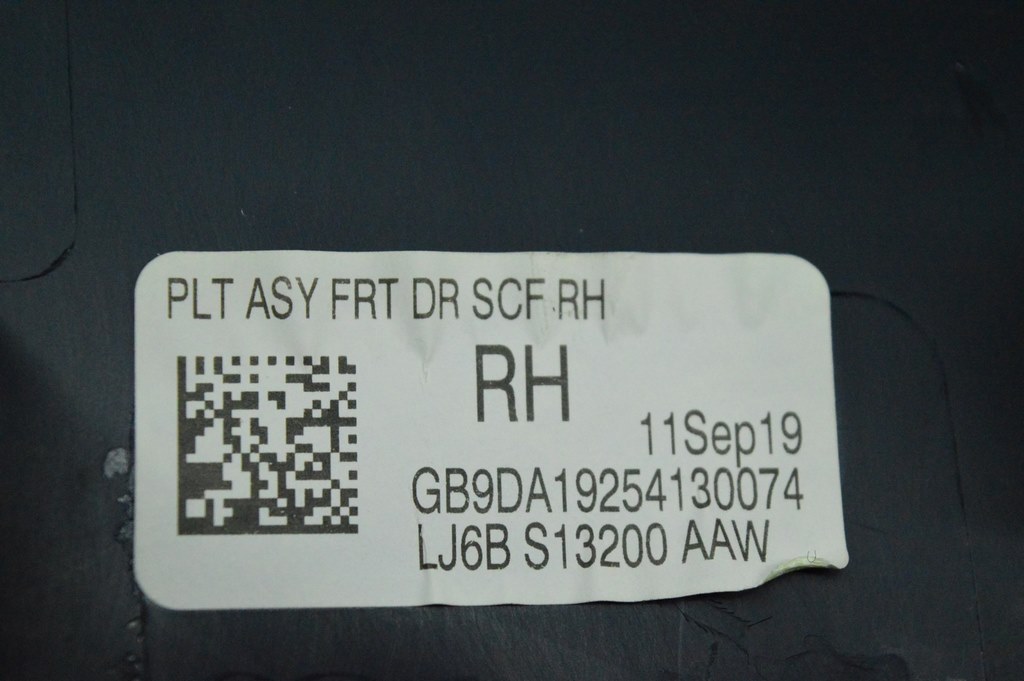 PLT ASY FRT DR SCF RH
RH
11Sep19
GB9DA19254130074
LJ6B S13200 AAW